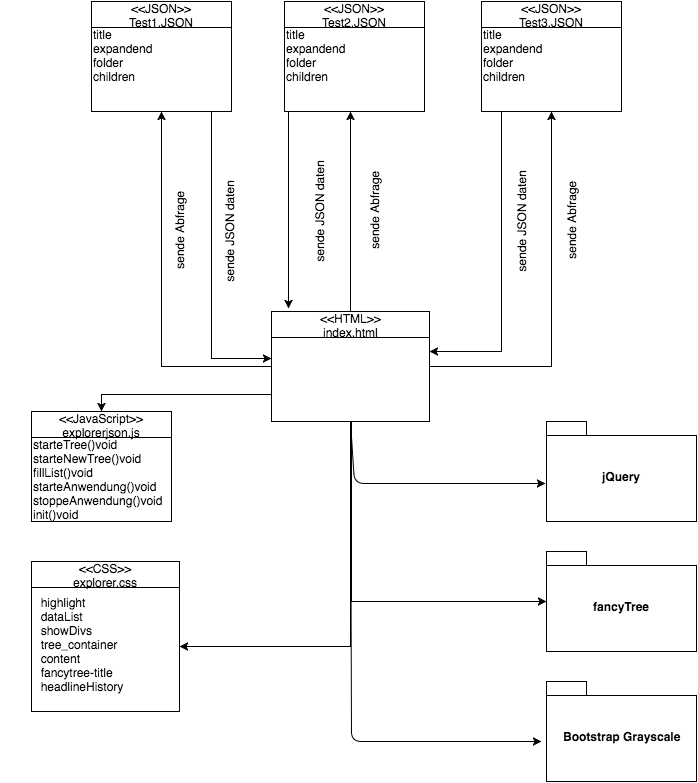 <<JSON>>
Test1.JSON
title
expandend
folder
children
<<JSON>>
Test2.JSON
title
expandend
folder
children
<<JSON>>
Test3.JSON
title
expandend
folder
children
sende Abfrage
sende JSON daten
sende JSON daten
sende Abfrage
sende JSON daten
sende Abfrage
<<HTML>>
index.html
<<JavaScript>>
explorerjson.js
starteTree()void
starteNewTree()void
fillList()void
starteAnwendung()void
stoppeAnwendung()void
init()void
jQuery
<<CSS>>
explorer.css
highlight
dataList
showDivs
tree_container
content
fancytree-title
headlineHistory
fancyTree
Bootstrap Grayscale